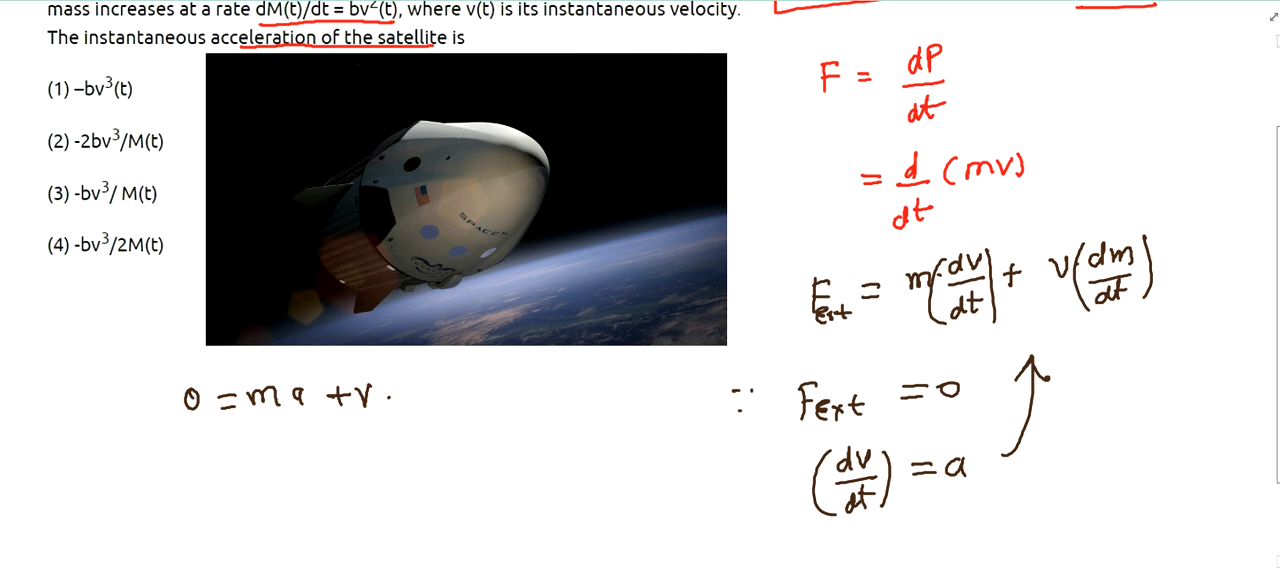 mass increases at a rate dM(t)/dt = bv²(t), where v(t) is its instantaneous velocity.
The instantaneous acceleration of the satellite is
(1) –bv³(t)
(2) -2bv³/M(t)
(3) -bv³/ M(t)
(4) -bv³/2M(t)
SPACEX
F = dP/dt
= d/dt (mv)
F_ext = m(dv/dt) + v(dm/dt)
0 = ma + v.
∵ F_ext = 0
(dv/dt) = a